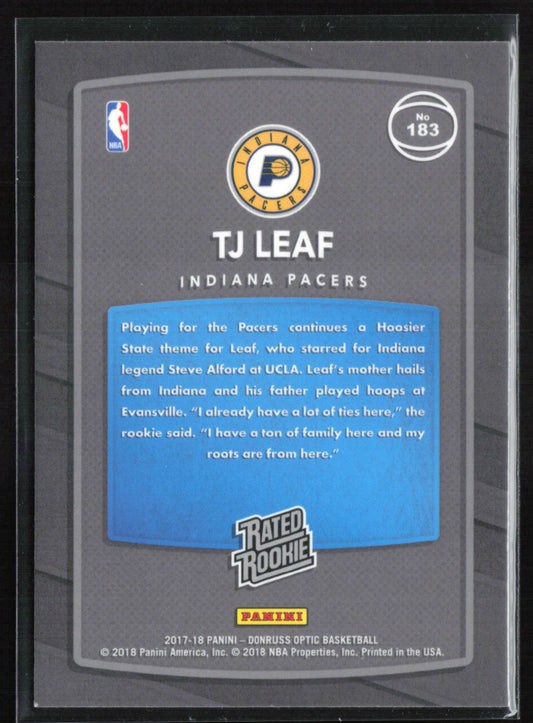 No
183
NBA
INDIANA
PACERS
TJ LEAF
INDIANA PACERS
Playing for the Pacers continues a Hoosier
State theme for Leaf, who starred for Indiana
legend Steve Alford at UCLA. Leaf's mother hails
from Indiana and his father played hoops at
Evansville. “I already have a lot of ties here,” the
rookie said. “I have a ton of family here and my
roots are from here.”
RATED
ROOKIE
PANINI
2017-18 PANINI – DONRUSS OPTIC BASKETBALL
© 2018 Panini America, Inc. © 2018 NBA Properties, Inc. Printed in the USA.